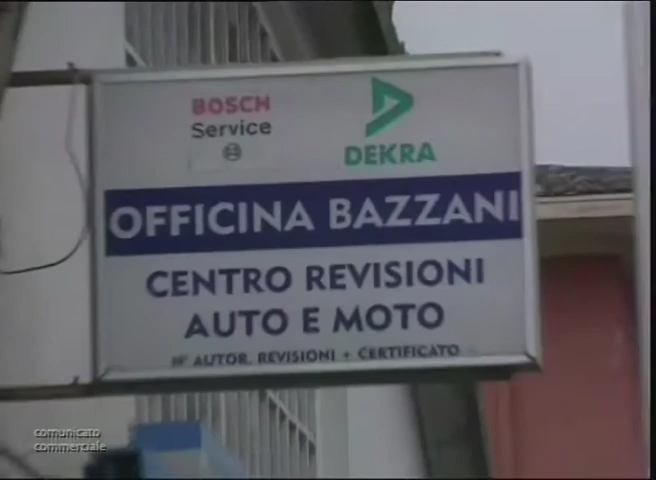 BOSCH
Service
DEKRA
OFFICINA BAZZANI
CENTRO REVISIONI
AUTO E MOTO
N° AUTOR. REVISIONI + CERTIFICATO
comunicato
commerciale